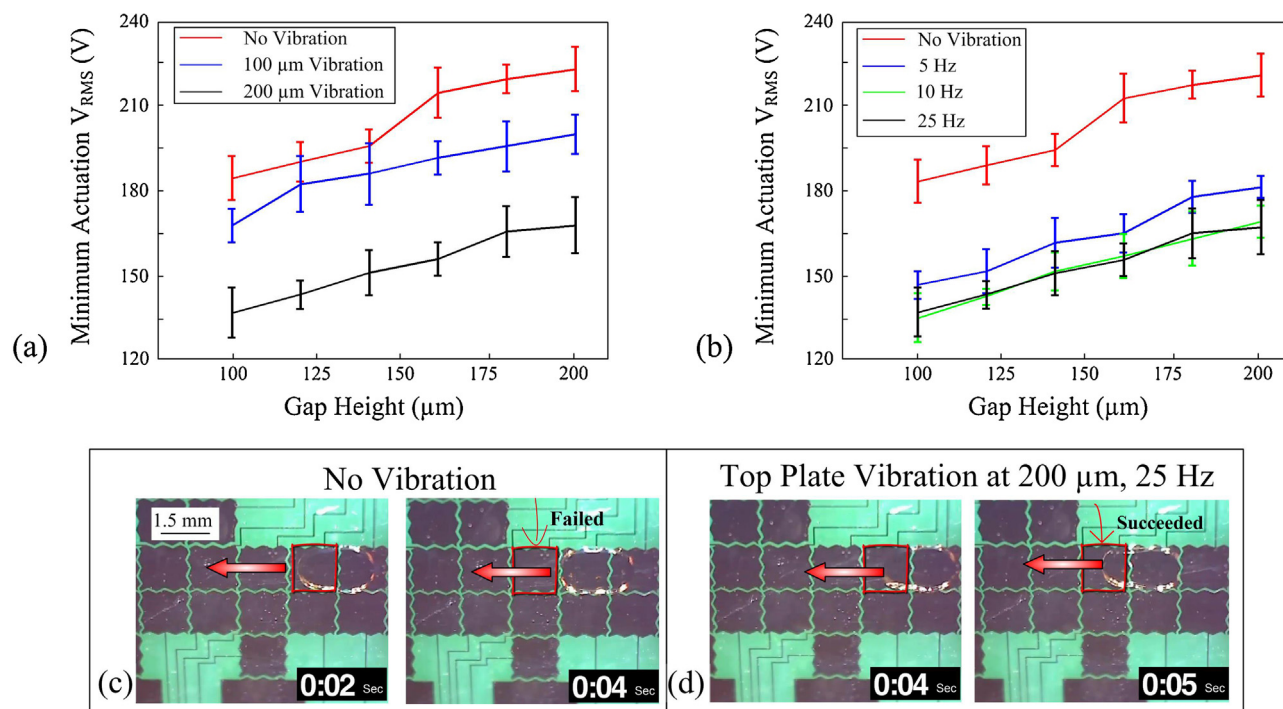 240
210
180
150
120
Minimum Actuation V_RMS (V)
No Vibration
100 µm Vibration
200 µm Vibration
100 125 150 175 200
Gap Height (µm)
(a)
240
210
180
150
120
Minimum Actuation V_RMS (V)
No Vibration
5 Hz
10 Hz
25 Hz
100 125 150 175 200
Gap Height (µm)
(b)
No Vibration
1.5 mm
Failed
(c)
0:02 Sec
0:04 Sec
Top Plate Vibration at 200 µm, 25 Hz
Succeeded
(d)
0:04 Sec
0:05 Sec